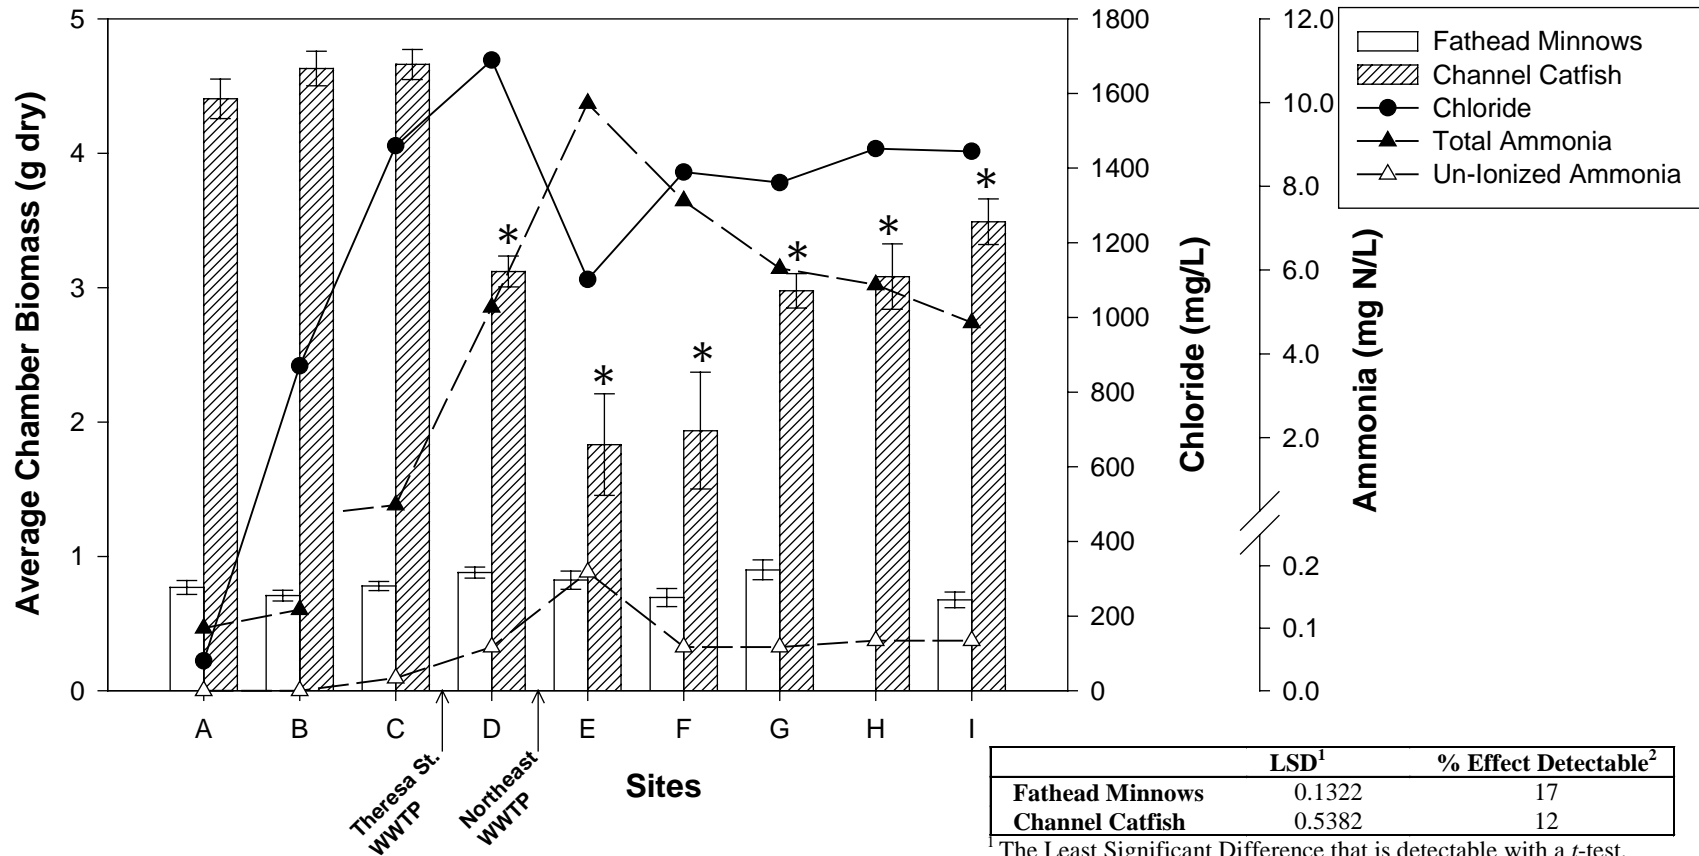 5
4
3
2
1
0
Average Chamber Biomass (g dry)
1800
1600
1400
1200
1000
800
600
400
200
0
Chloride (mg/L)
12.0
10.0
8.0
6.0
4.0
2.0
0.2
0.1
0.0
Ammonia (mg N/L)
Fathead Minnows
Channel Catfish
Chloride
Total Ammonia
Un-Ionized Ammonia
* * * * * *
A B C D E F G H I
Theresa St.
WWTP
Northeast
WWTP
Sites
LSD¹ % Effect Detectable²
Fathead Minnows 0.1322 17
Channel Catfish 0.5382 12
¹ The Least Significant Difference that is detectable with a t-test.